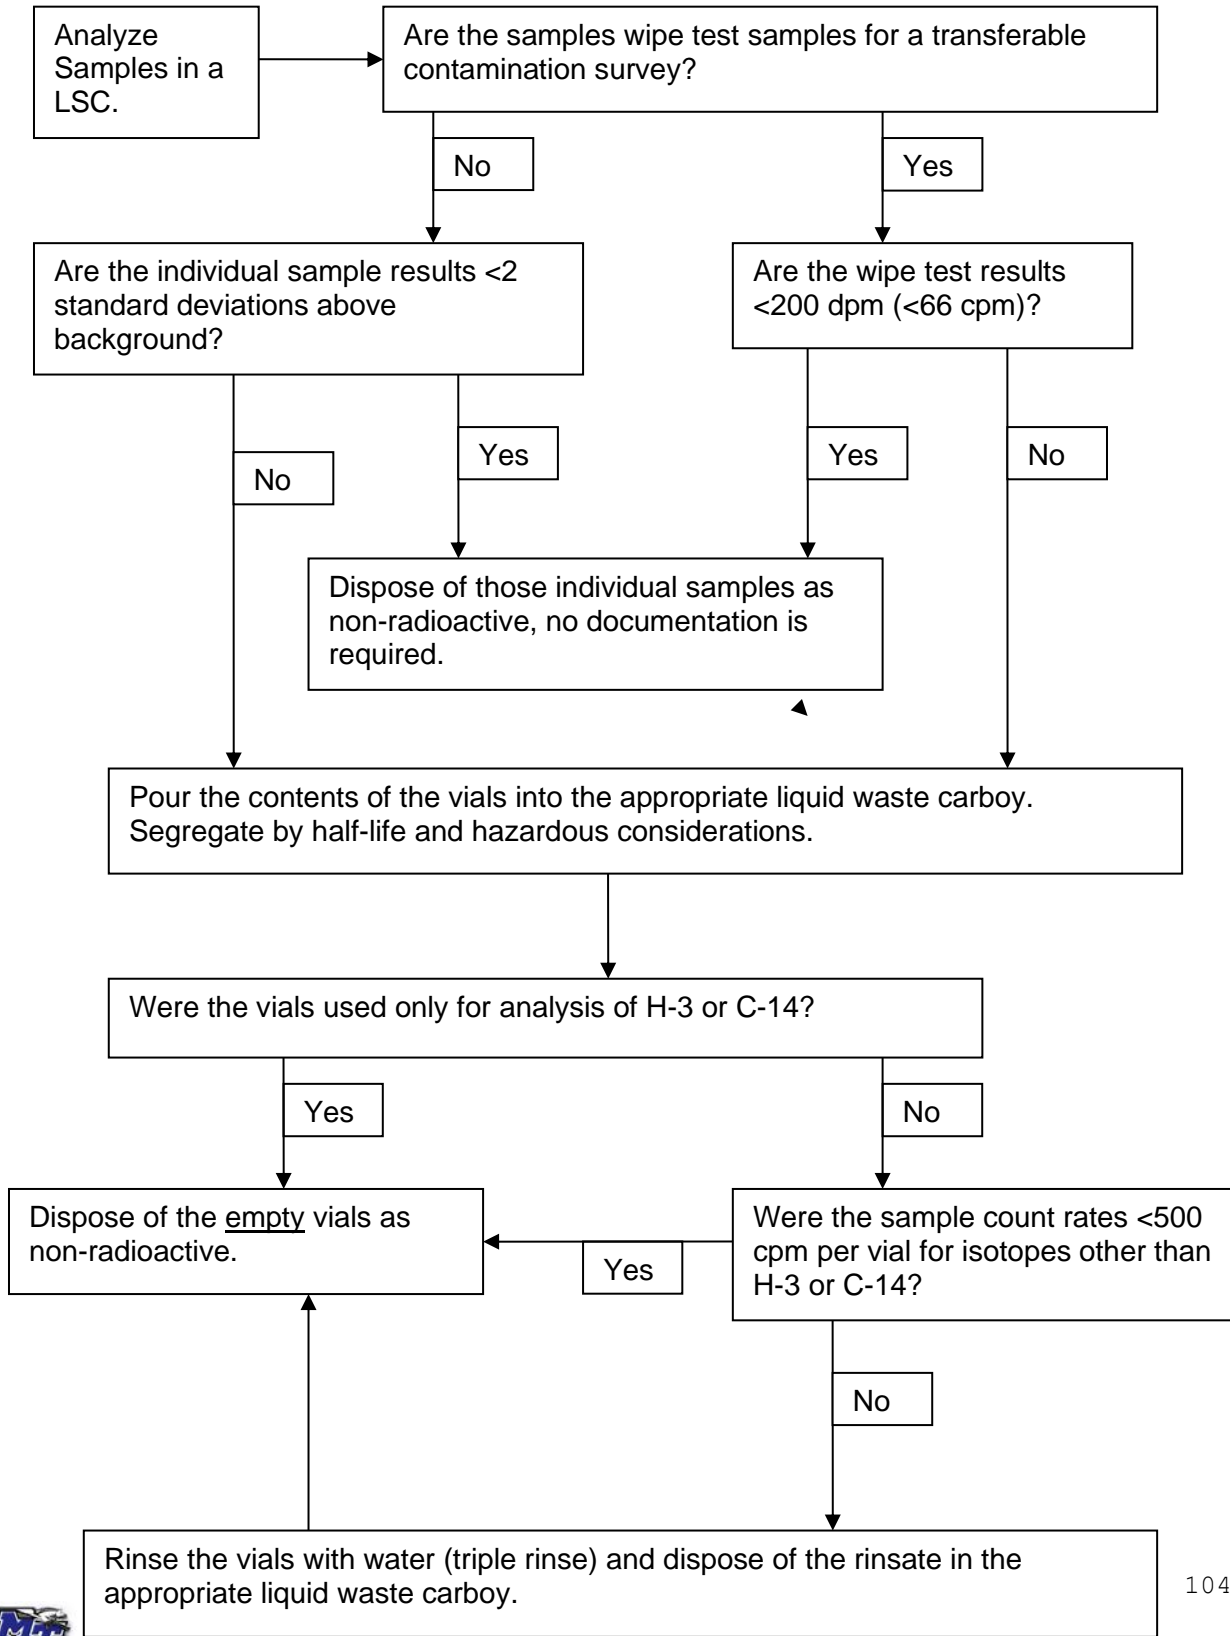 Analyze
Samples in a
LSC.
Are the samples wipe test samples for a transferable
contamination survey?
No
Yes
Are the individual sample results <2
standard deviations above
background?
Are the wipe test results
<200 dpm (<66 cpm)?
No
Yes
Yes
No
Dispose of those individual samples as
non-radioactive, no documentation is
required.
Pour the contents of the vials into the appropriate liquid waste carboy.
Segregate by half-life and hazardous considerations.
Were the vials used only for analysis of H-3 or C-14?
Yes
No
Dispose of the empty vials as
non-radioactive.
Yes
Were the sample count rates <500
cpm per vial for isotopes other than
H-3 or C-14?
No
Rinse the vials with water (triple rinse) and dispose of the rinsate in the
appropriate liquid waste carboy.
104
MT